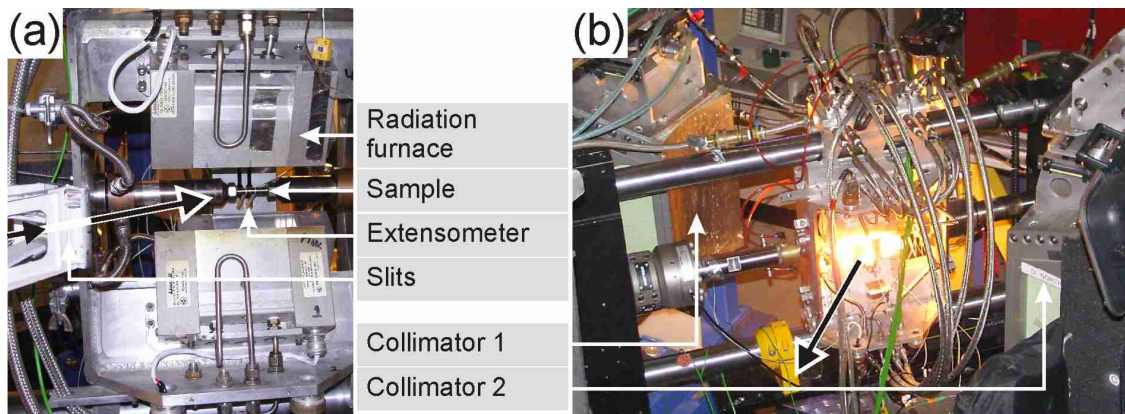 (a)
(b)
Radiation
furnace
Sample
Extensometer
Slits
Collimator 1
Collimator 2